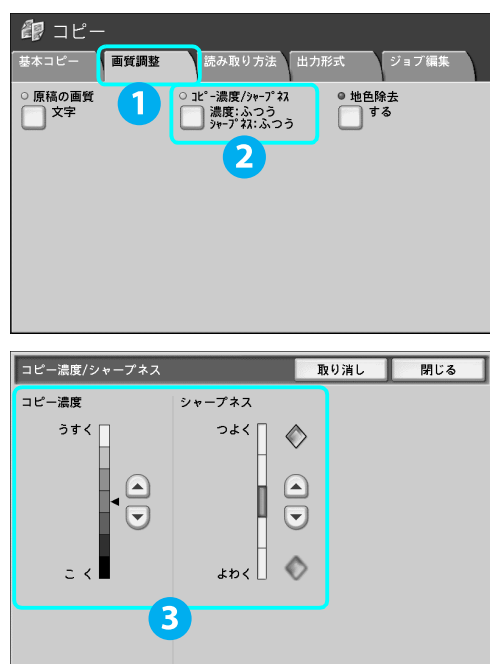 コピー
基本コピー 画質調整 読み取り方法 出力形式 ジョブ編集
原稿の画質
文字
1
ｺﾋﾟｰ濃度/ｼｬｰﾌﾟﾈｽ
濃度:ふつう
ｼｬｰﾌﾟﾈｽ:ふつう
2
地色除去
する
コピー濃度/シャープネス 取り消し 閉じる
コピー濃度
うすく
こく
シャープネス
つよく
よわく
3